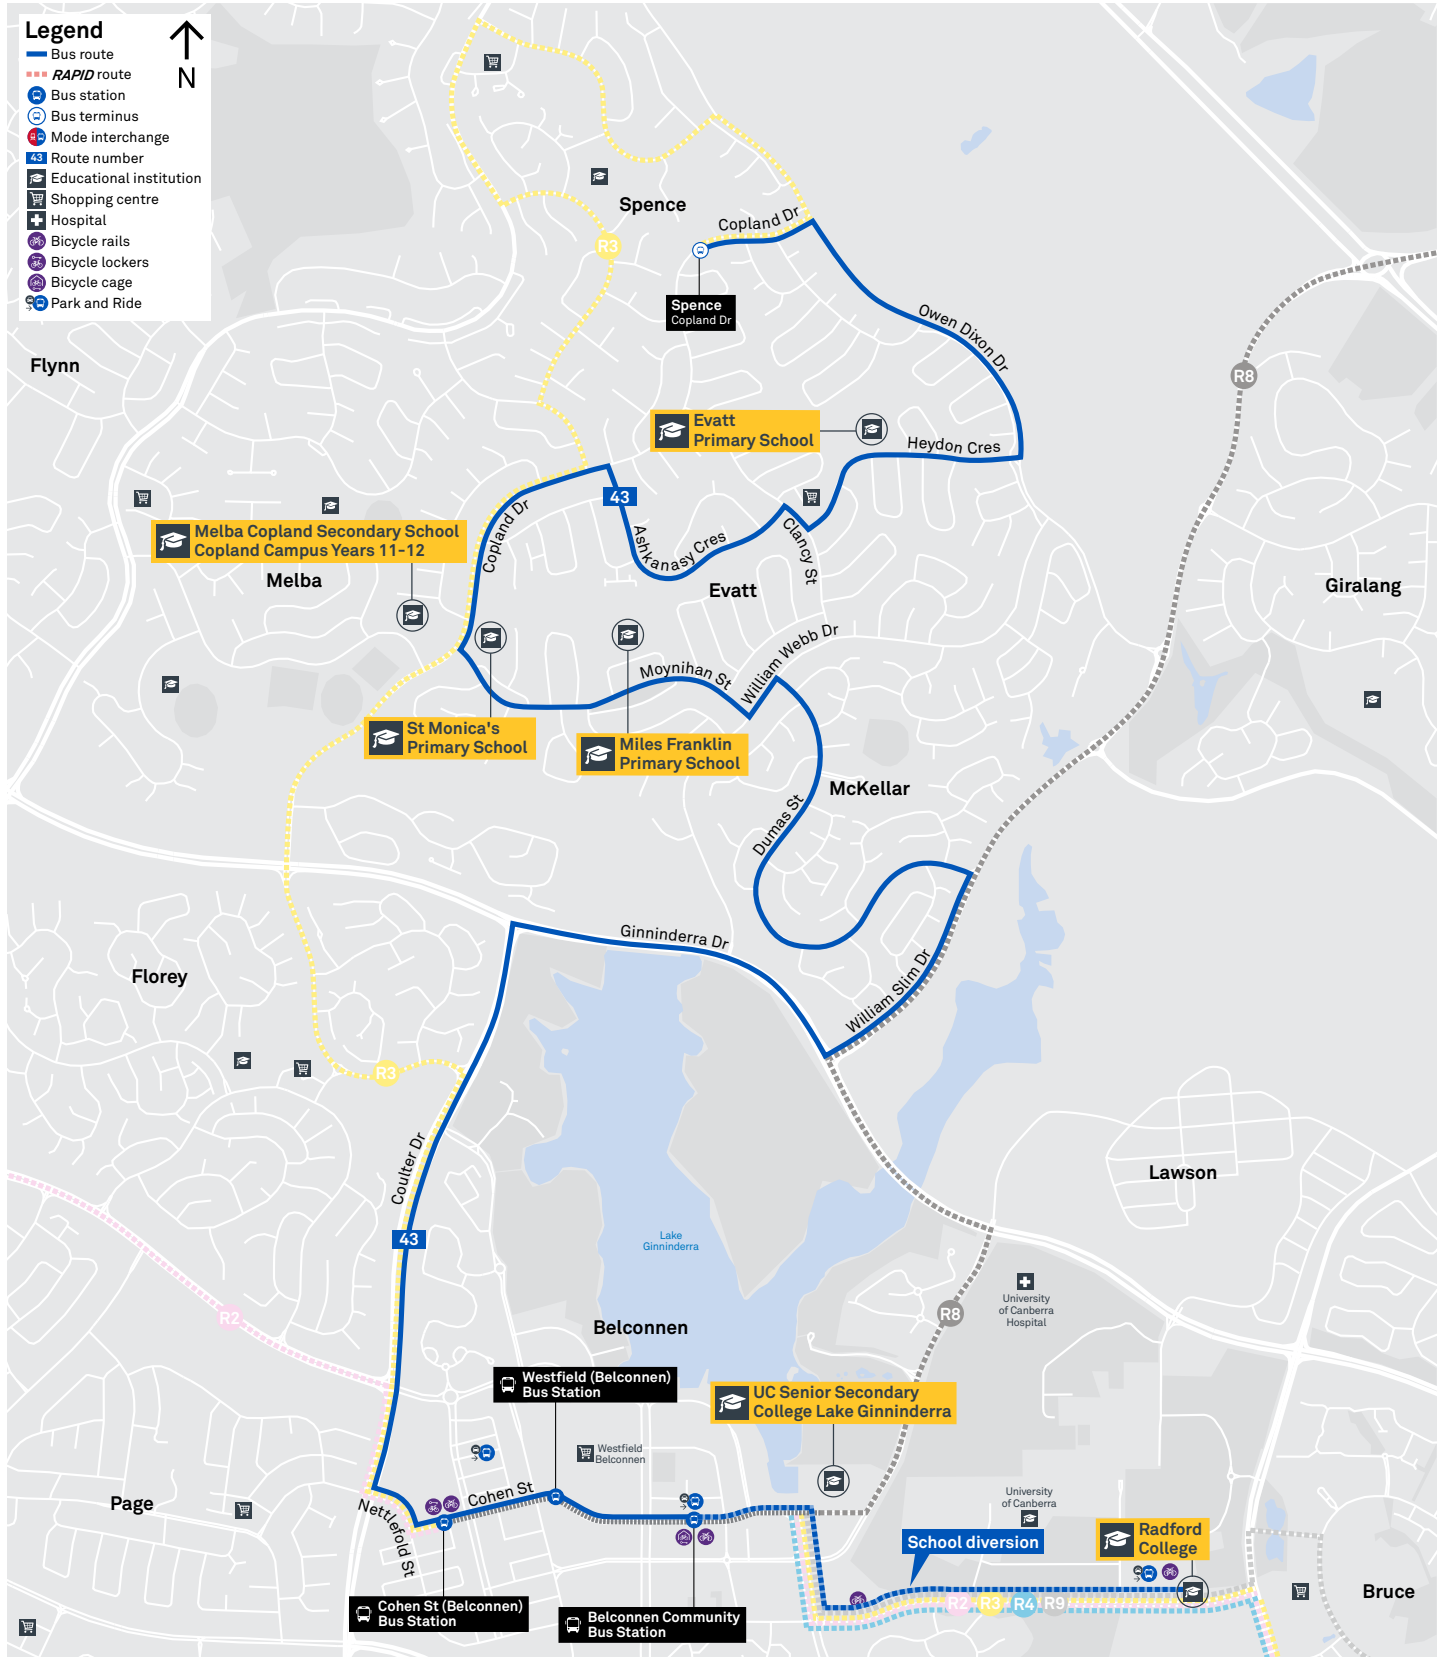 Legend
N
Bus route
RAPID route
Bus station
Bus terminus
Mode interchange
43 Route number
Educational institution
Shopping centre
Hospital
Bicycle rails
Bicycle lockers
Bicycle cage
Park and Ride
Spence
Copland Dr
R3
Spence
Copland Dr
Owen Dixon Dr
Flynn
R8
Evatt
Primary School
Heydon Cres
43
Copland Dr
Ashkanasy Cres
Clancy St
Melba Copland Secondary School
Copland Campus Years 11-12
Melba
Evatt
Giralang
William Webb Dr
Moynihan St
St Monica's
Primary School
Miles Franklin
Primary School
McKellar
Dumas St
Ginninderra Dr
William Slim Dr
Florey
R3
Coulter Dr
Lawson
43
Lake
Ginninderra
University
of Canberra
Hospital
R2
R8
Belconnen
Westfield (Belconnen)
Bus Station
UC Senior Secondary
College Lake Ginninderra
Westfield
Belconnen
Page
Cohen St
Nettlefold St
University
of Canberra
Radford
College
School diversion
Cohen St (Belconnen)
Bus Station
Belconnen Community
Bus Station
R2
R3
R4
R9
Bruce